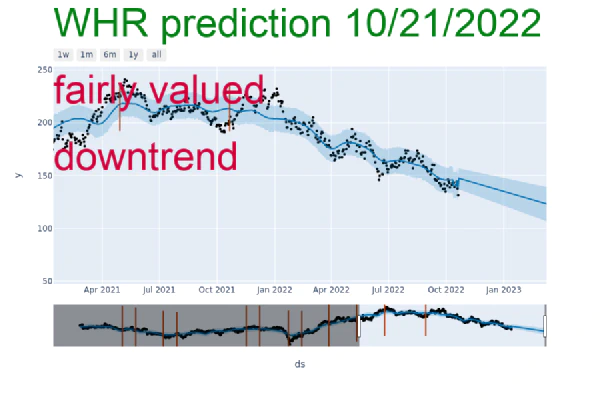 WHR prediction 10/21/2022
1w 1m 6m 1y all
250
fairly valued
200
downtrend
150
y
100
50
Apr 2021 Jul 2021 Oct 2021 Jan 2022 Apr 2022 Jul 2022 Oct 2022 Jan 2023
ds